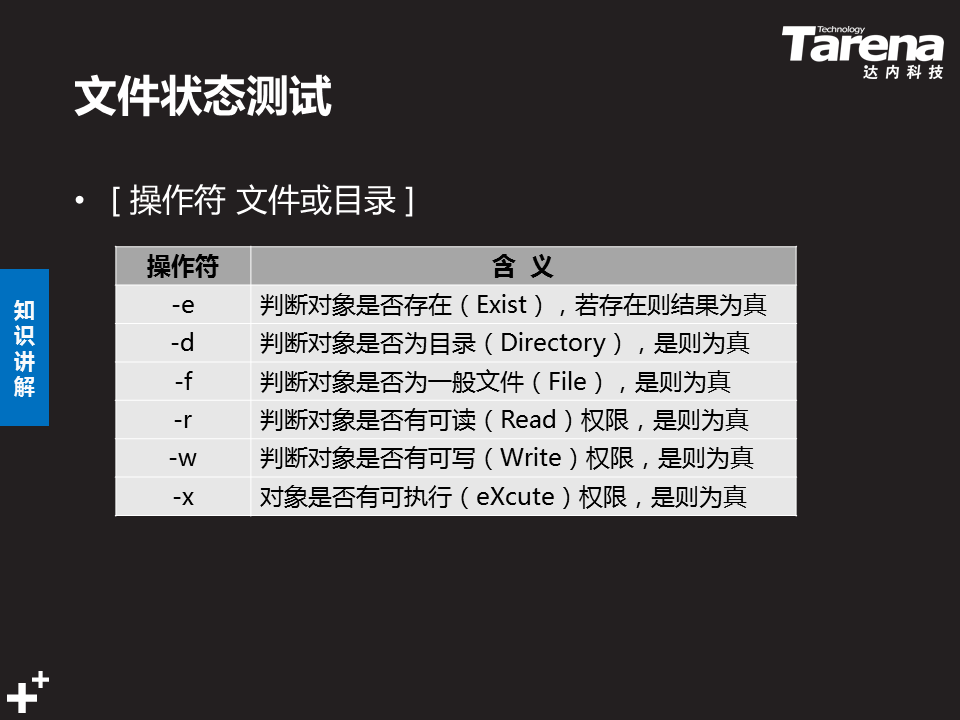 Technology
Tarena
达内科技
文件状态测试
• [ 操作符 文件或目录 ]
操作符 含 义
-e 判断对象是否存在（Exist），若存在则结果为真
-d 判断对象是否为目录（Directory），是则为真
-f 判断对象是否为一般文件（File），是则为真
-r 判断对象是否有可读（Read）权限，是则为真
-w 判断对象是否有可写（Write）权限，是则为真
-x 对象是否有可执行（eXcute）权限，是则为真
知
识
讲
解